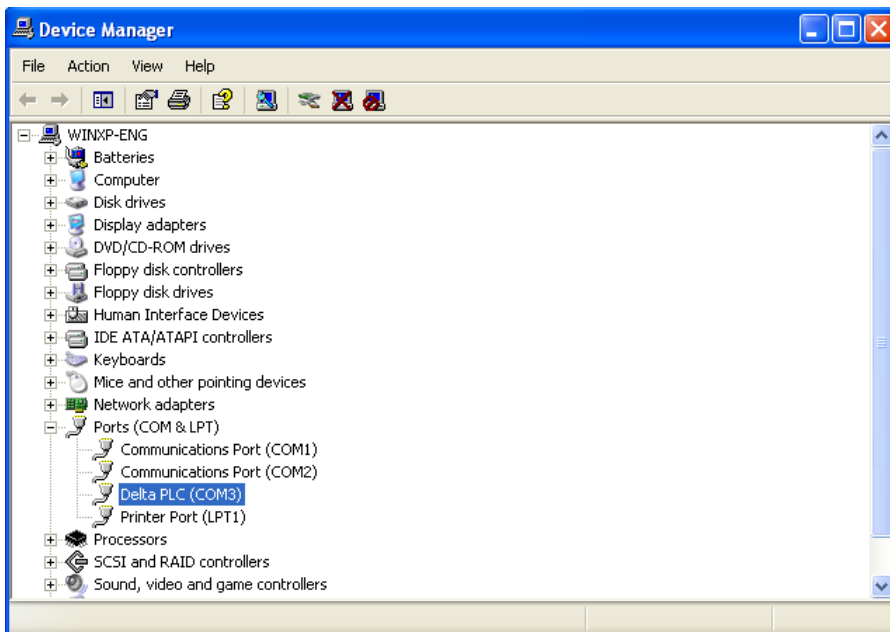 Device Manager
File Action View Help
WINXP-ENG
Batteries
Computer
Disk drives
Display adapters
DVD/CD-ROM drives
Floppy disk controllers
Floppy disk drives
Human Interface Devices
IDE ATA/ATAPI controllers
Keyboards
Mice and other pointing devices
Network adapters
Ports (COM & LPT)
Communications Port (COM1)
Communications Port (COM2)
Delta PLC (COM3)
Printer Port (LPT1)
Processors
SCSI and RAID controllers
Sound, video and game controllers